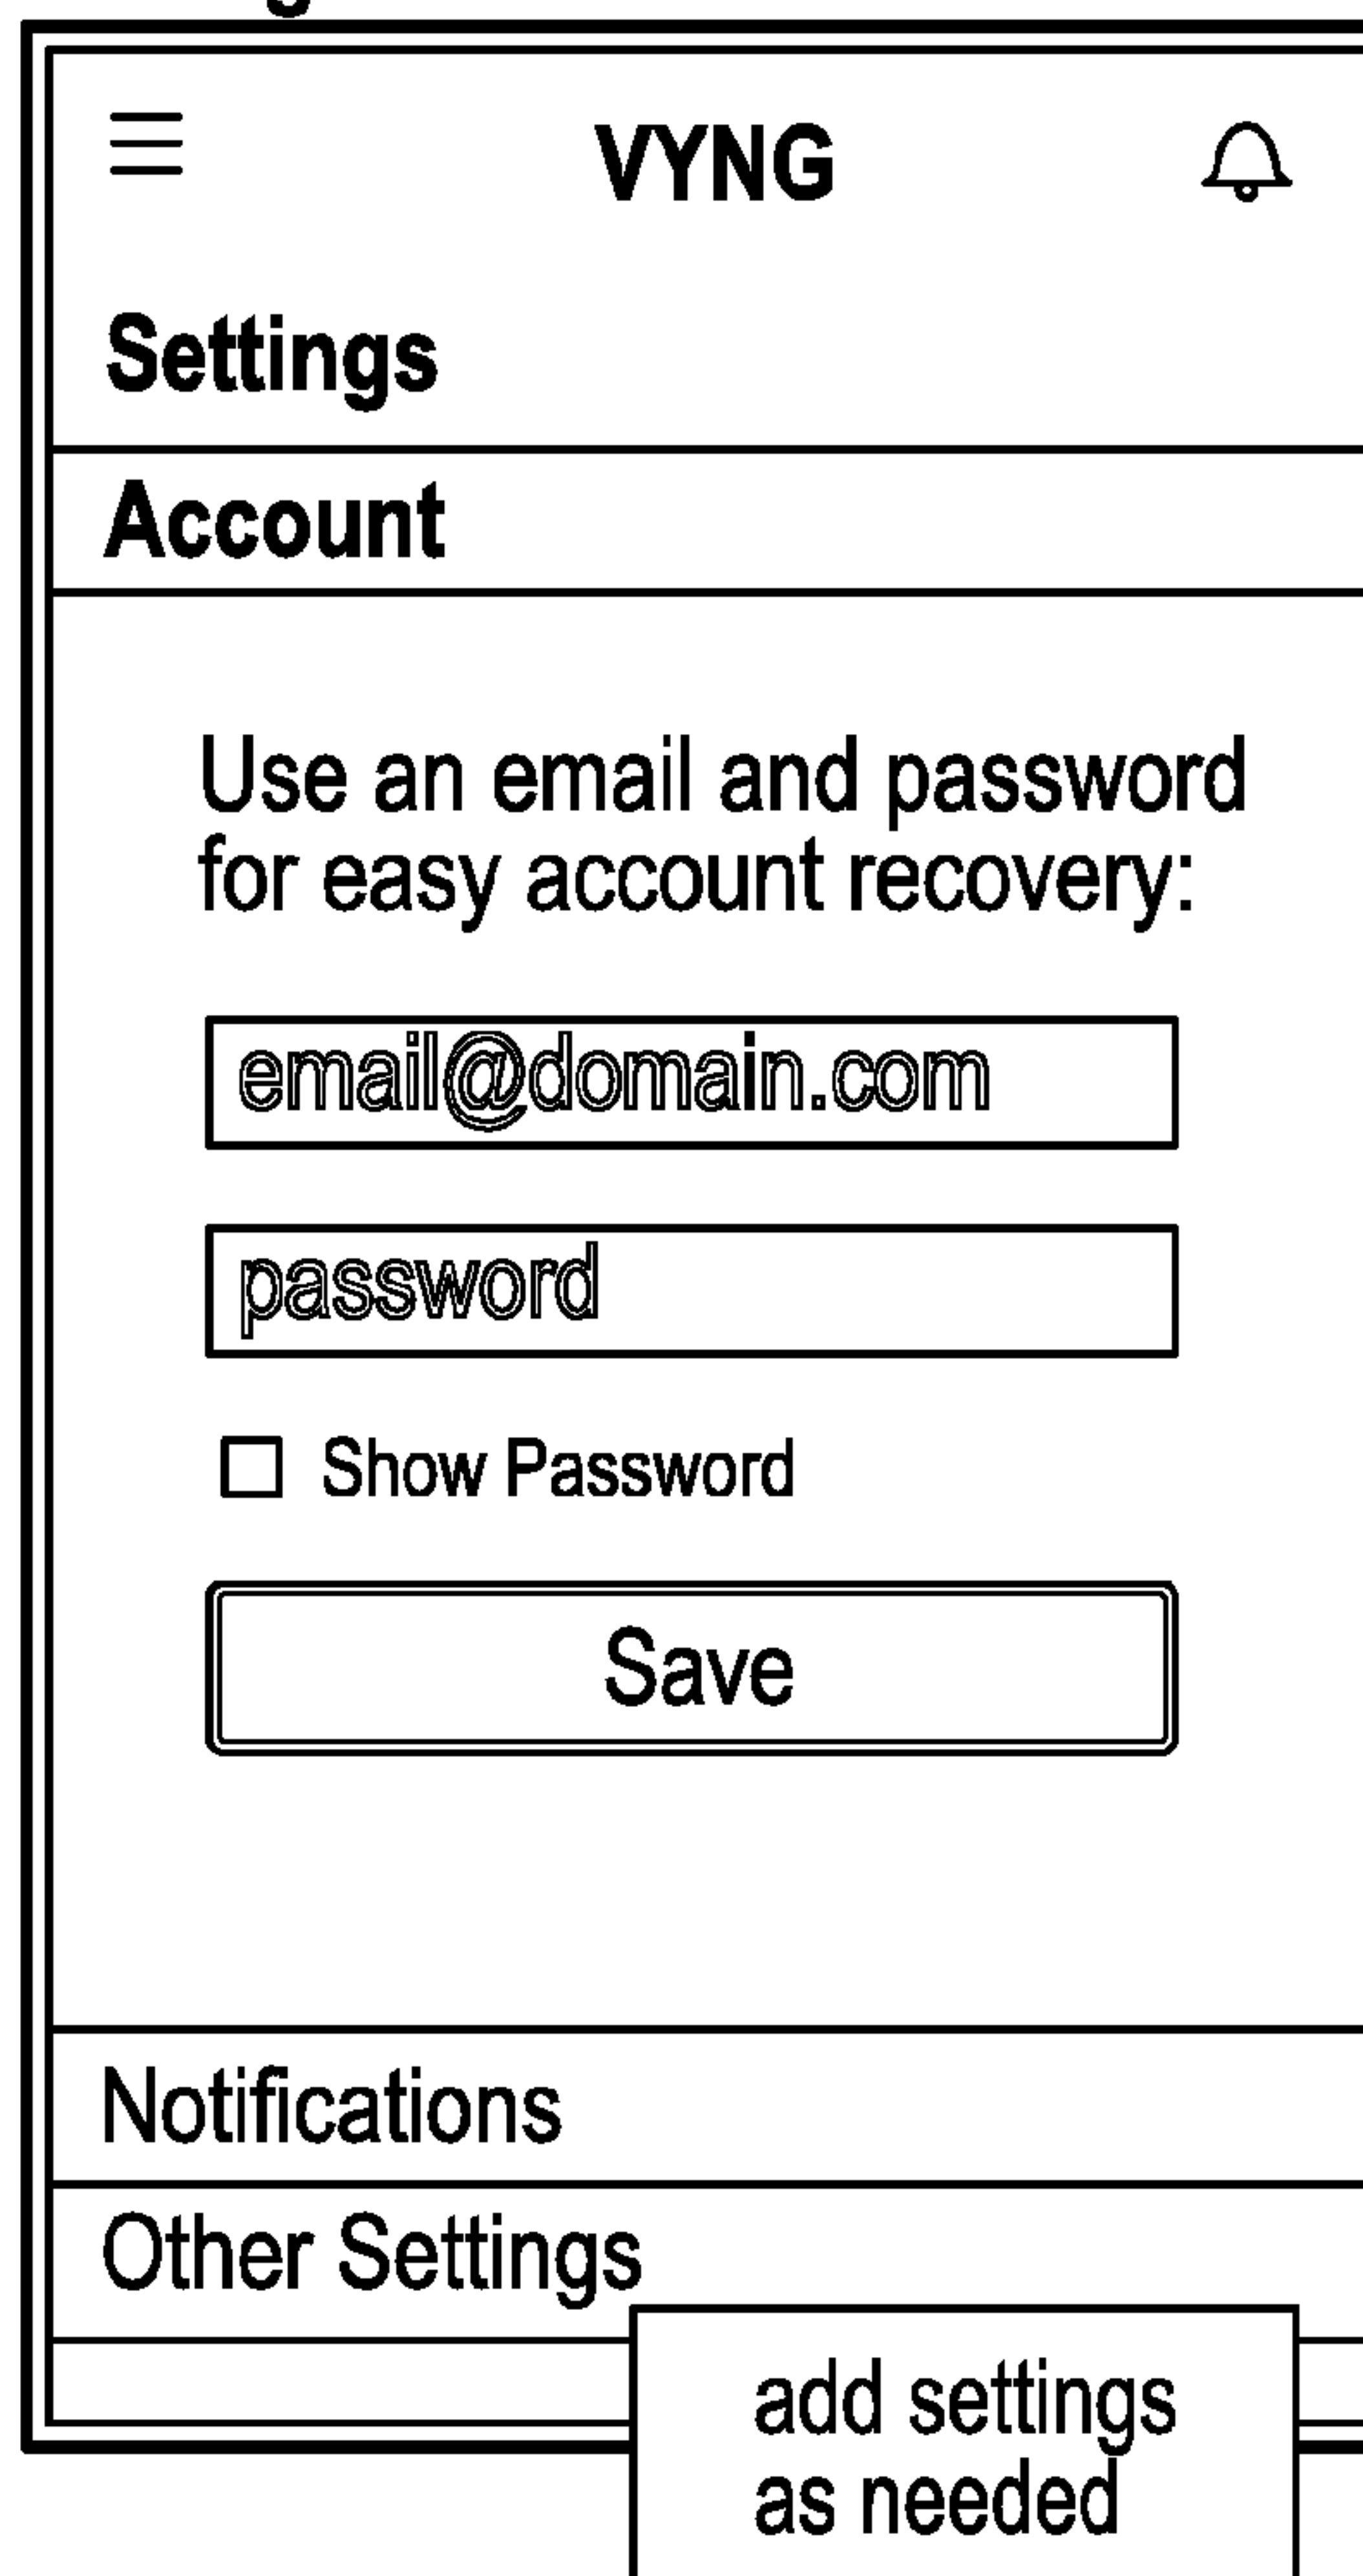 VYNG
Settings
Account
Use an email and password
for easy account recovery:
email@domain.com
password
Show Password
Save
Notifications
Other Settings
add settings
as needed